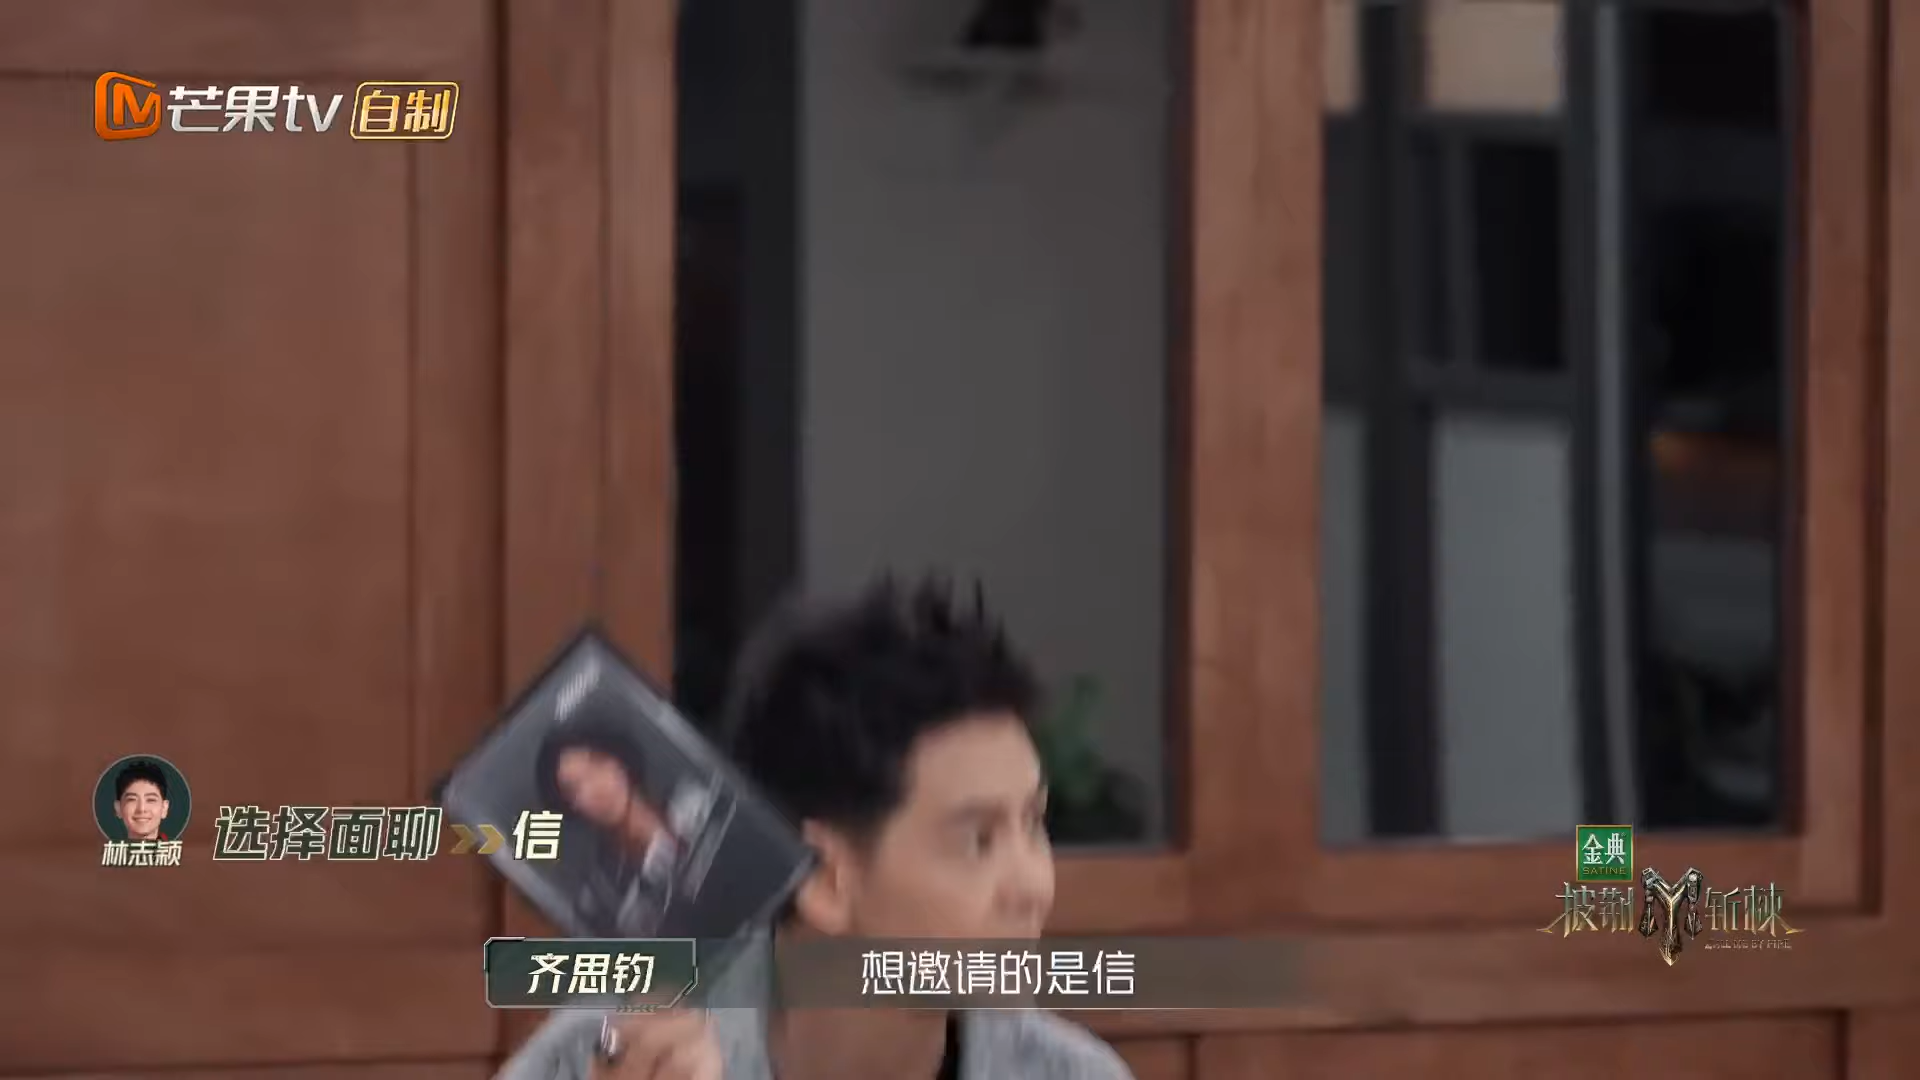 芒果tv 自制
选择面聊 信
林志颖
金典
SATINE
披荆斩棘
齐思钧
想邀请的是信